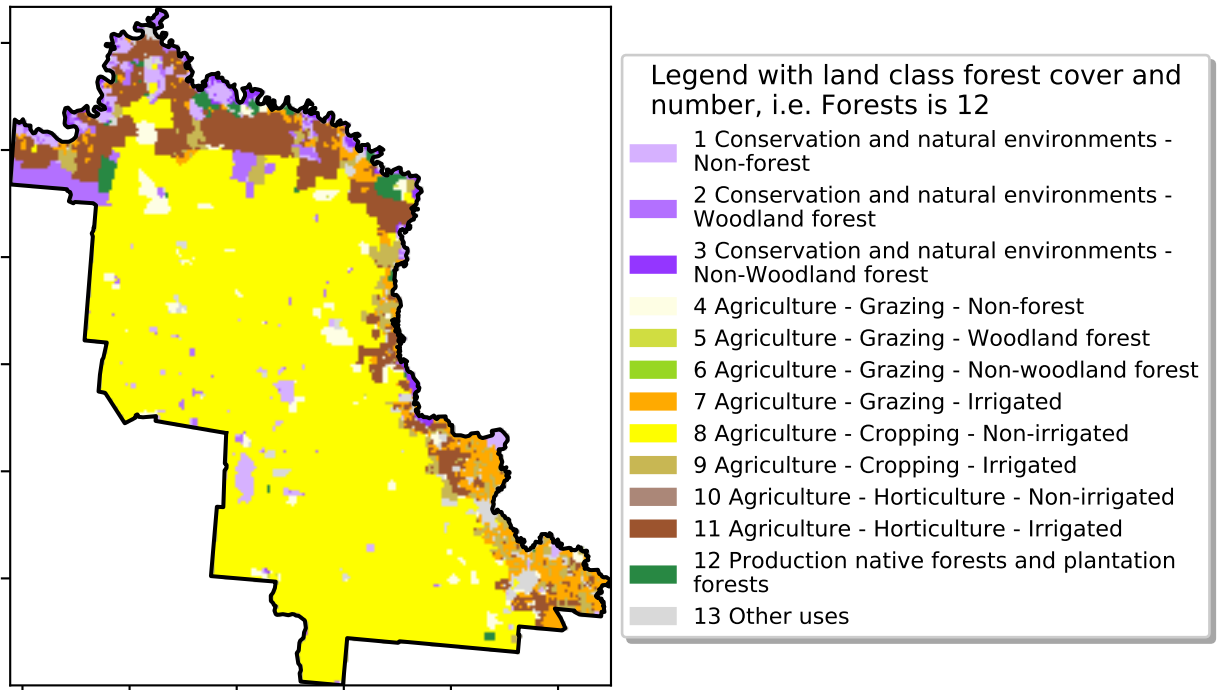 Legend with land class forest cover and
number, i.e. Forests is 12
1 Conservation and natural environments -
Non-forest
2 Conservation and natural environments -
Woodland forest
3 Conservation and natural environments -
Non-Woodland forest
4 Agriculture - Grazing - Non-forest
5 Agriculture - Grazing - Woodland forest
6 Agriculture - Grazing - Non-woodland forest
7 Agriculture - Grazing - Irrigated
8 Agriculture - Cropping - Non-irrigated
9 Agriculture - Cropping - Irrigated
10 Agriculture - Horticulture - Non-irrigated
11 Agriculture - Horticulture - Irrigated
12 Production native forests and plantation
forests
13 Other uses